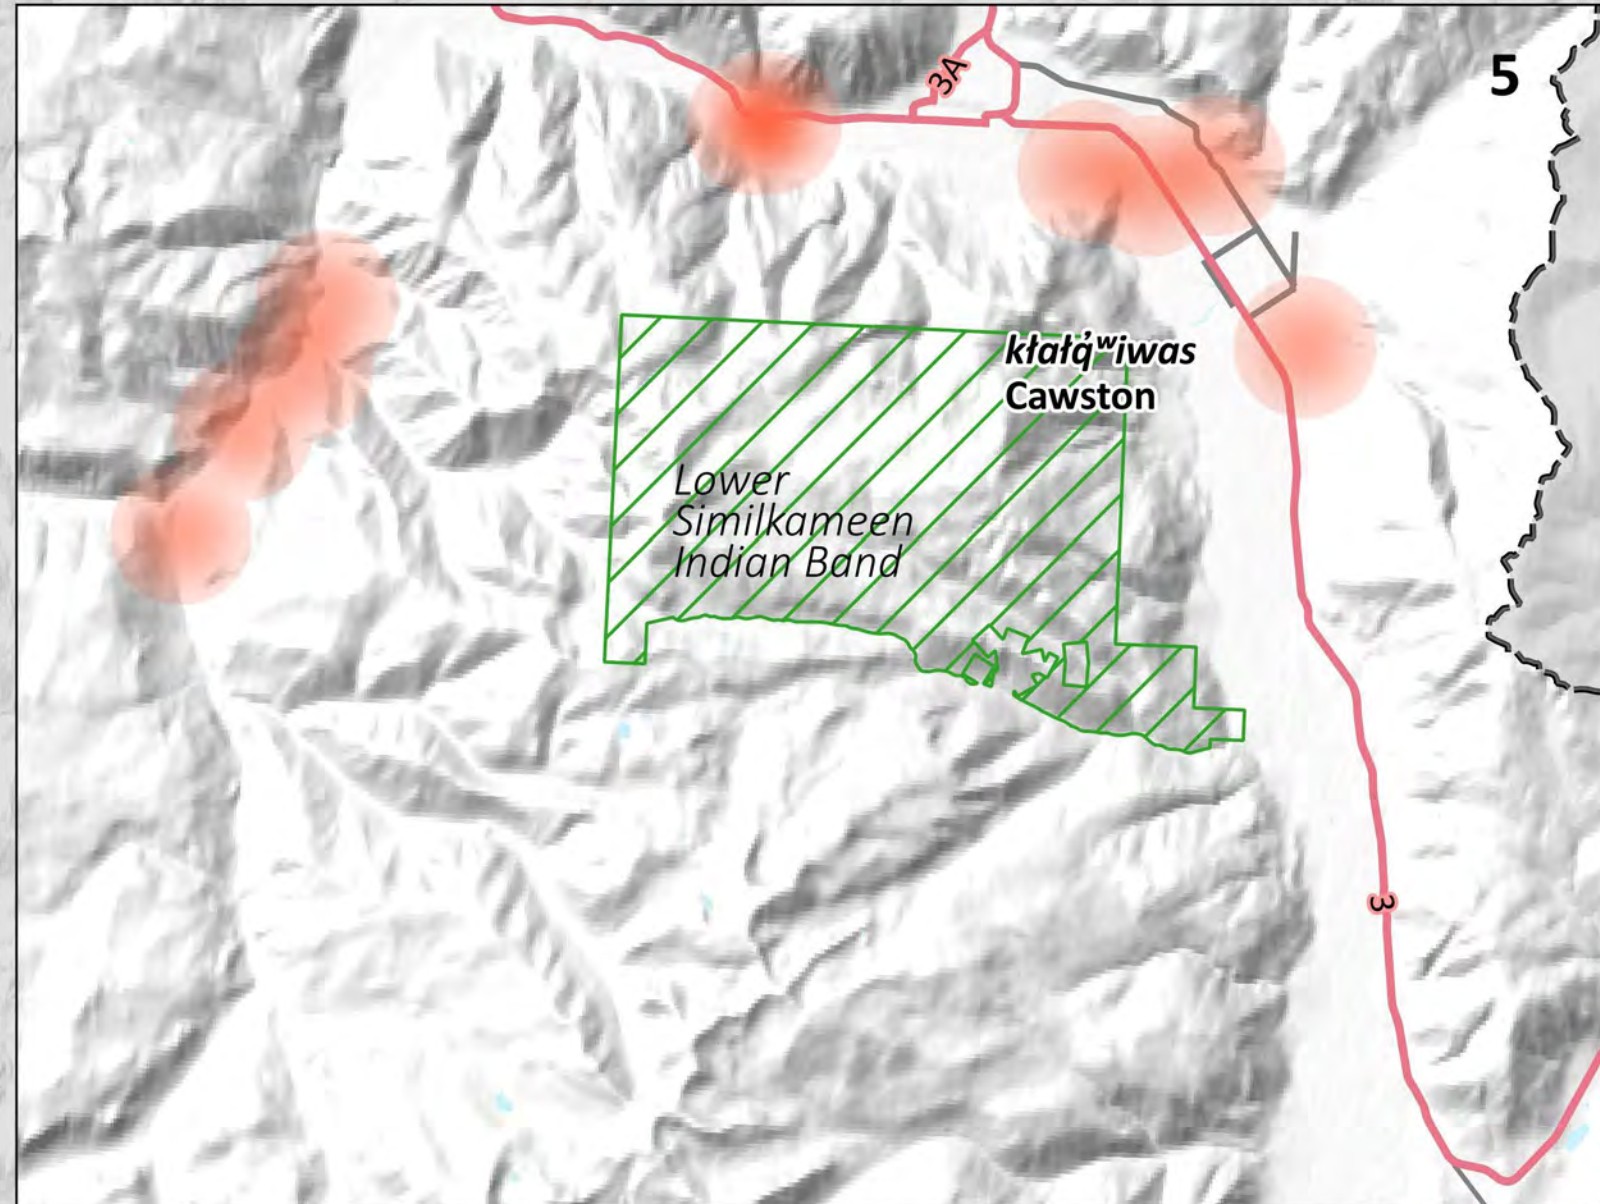 5
3A
kłałq̓ʷiwas
Cawston
Lower
Similkameen
Indian Band
3